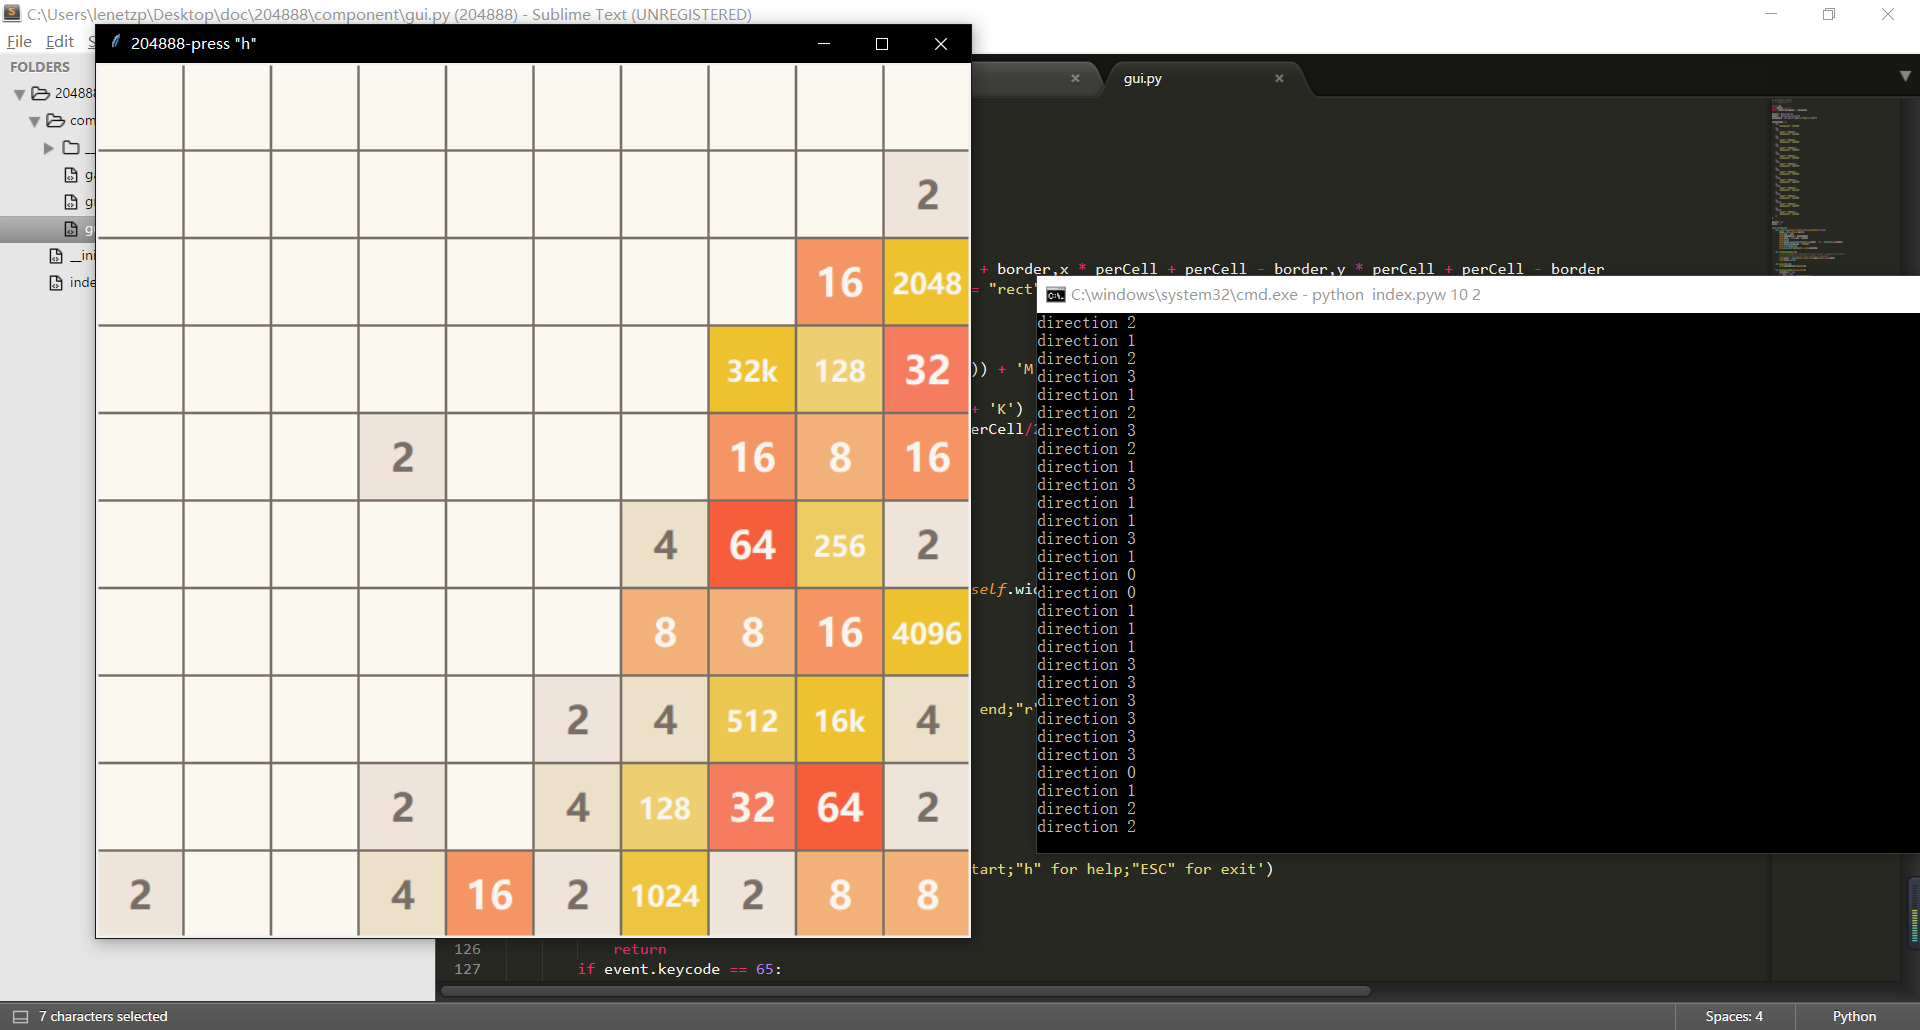 C:\Users\lenetzp\Desktop\doc\204888\component\gui.py (204888) - Sublime Text (UNREGISTERED)
File Edit S
204888-press "h"
FOLDERS
20488
com
__
ga
gu
gu
__ini
inde
2
16 2048
32k 128 32
2 16 8 16
4 64 256 2
8 8 16 4096
2 4 512 16k 4
2 4 128 32 64 2
2 4 16 2 1024 2 8 8
gui.py
+ border,x * perCell + perCell - border,y * perCell + perCell - border
= "rect"
)) + 'M
+ 'K')
erCell/2
self.wid
end;"r"
tart;"h" for help;"ESC" for exit')
126 return
127 if event.keycode == 65:
C:\windows\system32\cmd.exe - python index.pyw 10 2
direction 2
direction 1
direction 2
direction 3
direction 1
direction 2
direction 3
direction 2
direction 1
direction 3
direction 1
direction 1
direction 3
direction 1
direction 0
direction 0
direction 1
direction 1
direction 1
direction 3
direction 3
direction 3
direction 3
direction 3
direction 3
direction 0
direction 1
direction 2
direction 2
7 characters selected
Spaces: 4
Python